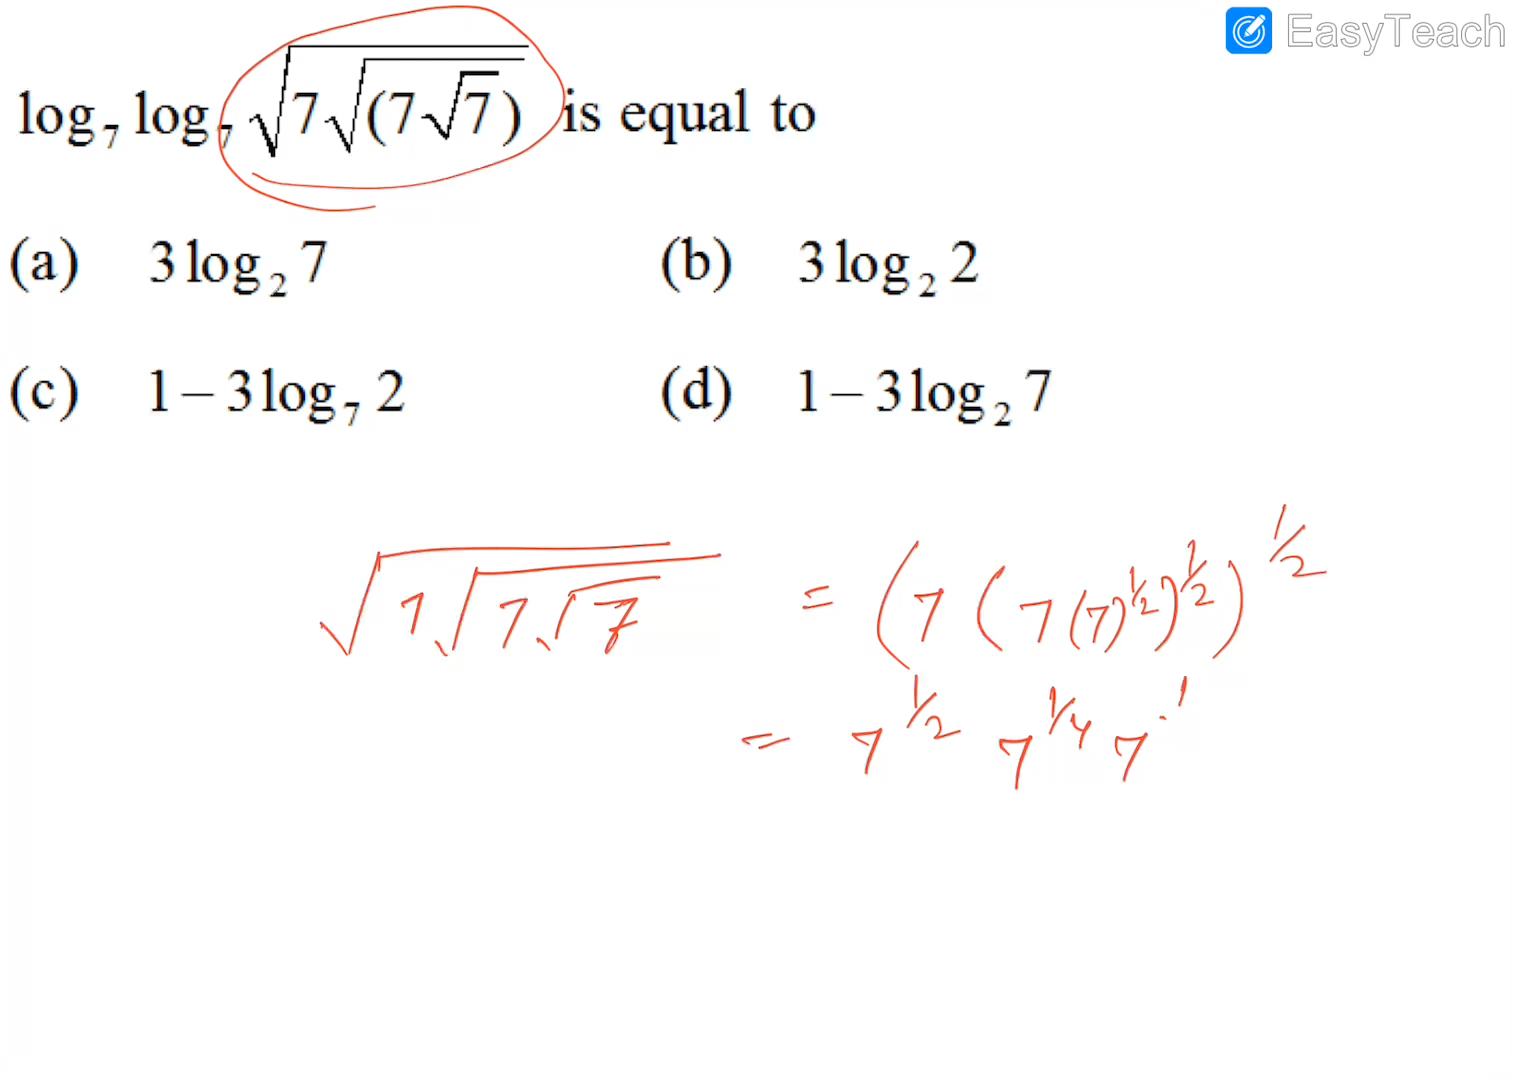 EasyTeach
log₇ log₇ √(7√((7√7))) is equal to
(a) 3 log₂ 7 (b) 3 log₂ 2
(c) 1 – 3 log₇ 2 (d) 1 – 3 log₂ 7
√(7√(7√7)) = (7 (7 (7)^1/2)^1/2)^1/2
= 7^1/2 7^1/4 7^1